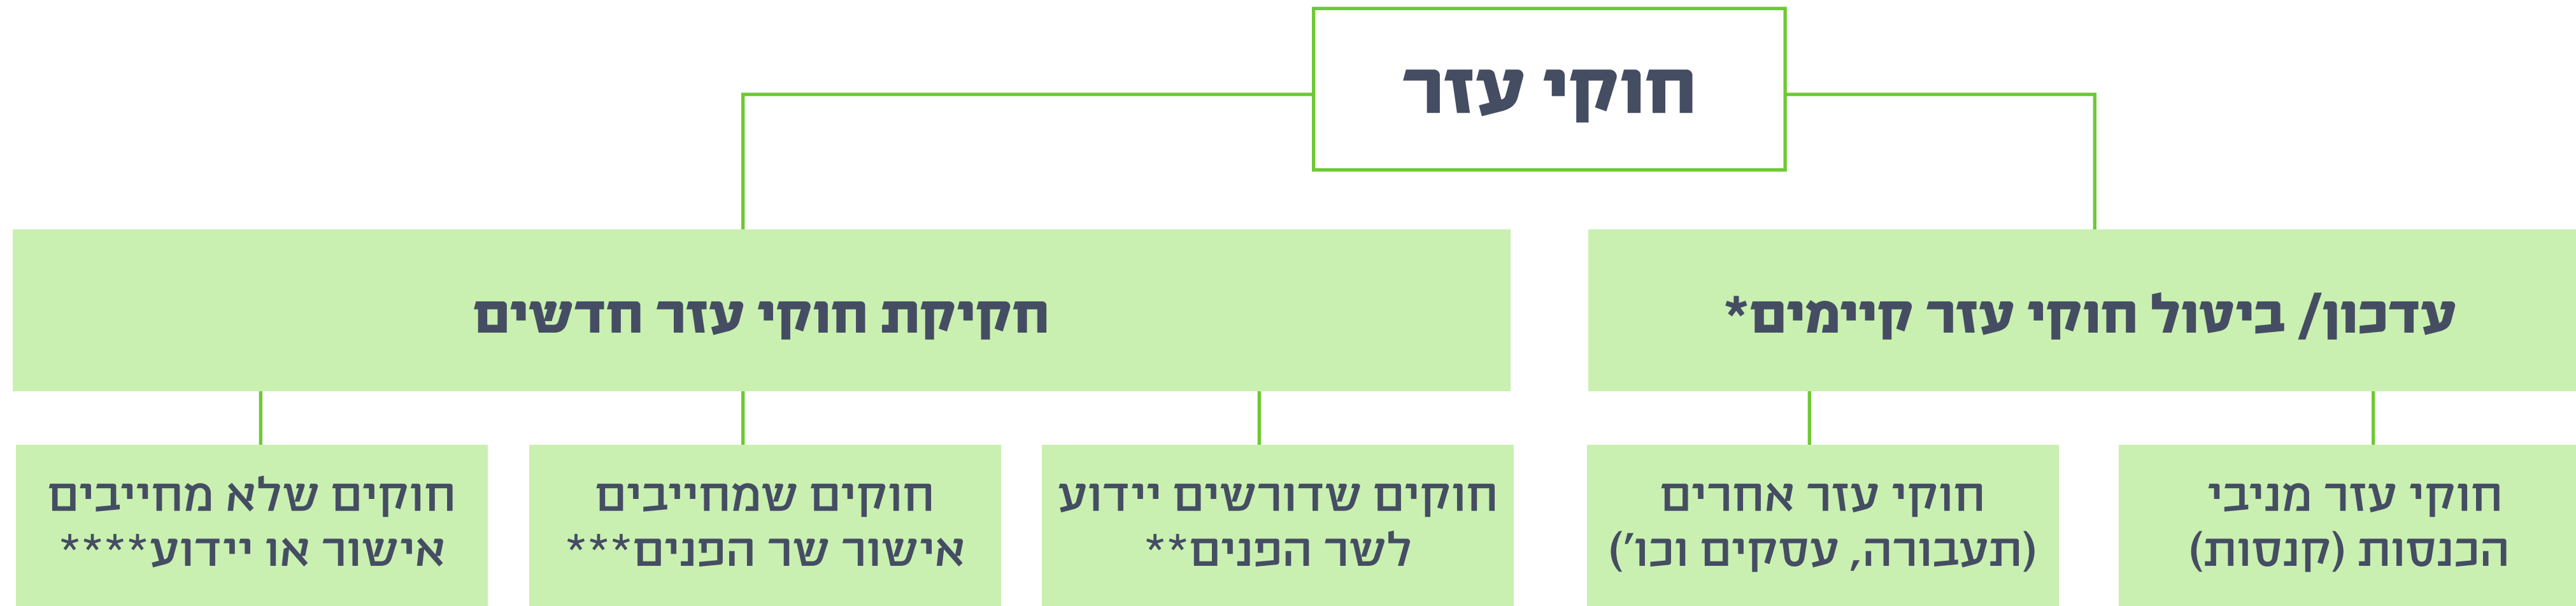 חוקי עזר
עדכון/ ביטול חוקי עזר קיימים*
חקיקת חוקי עזר חדשים
חוקי עזר מניבי
הכנסות (קנסות)
חוקי עזר אחרים
(תעבורה, עסקים וכו')
חוקים שדורשים יידוע
לשר הפנים**
חוקים שמחייבים
אישור שר הפנים***
חוקים שלא מחייבים
אישור או יידוע****